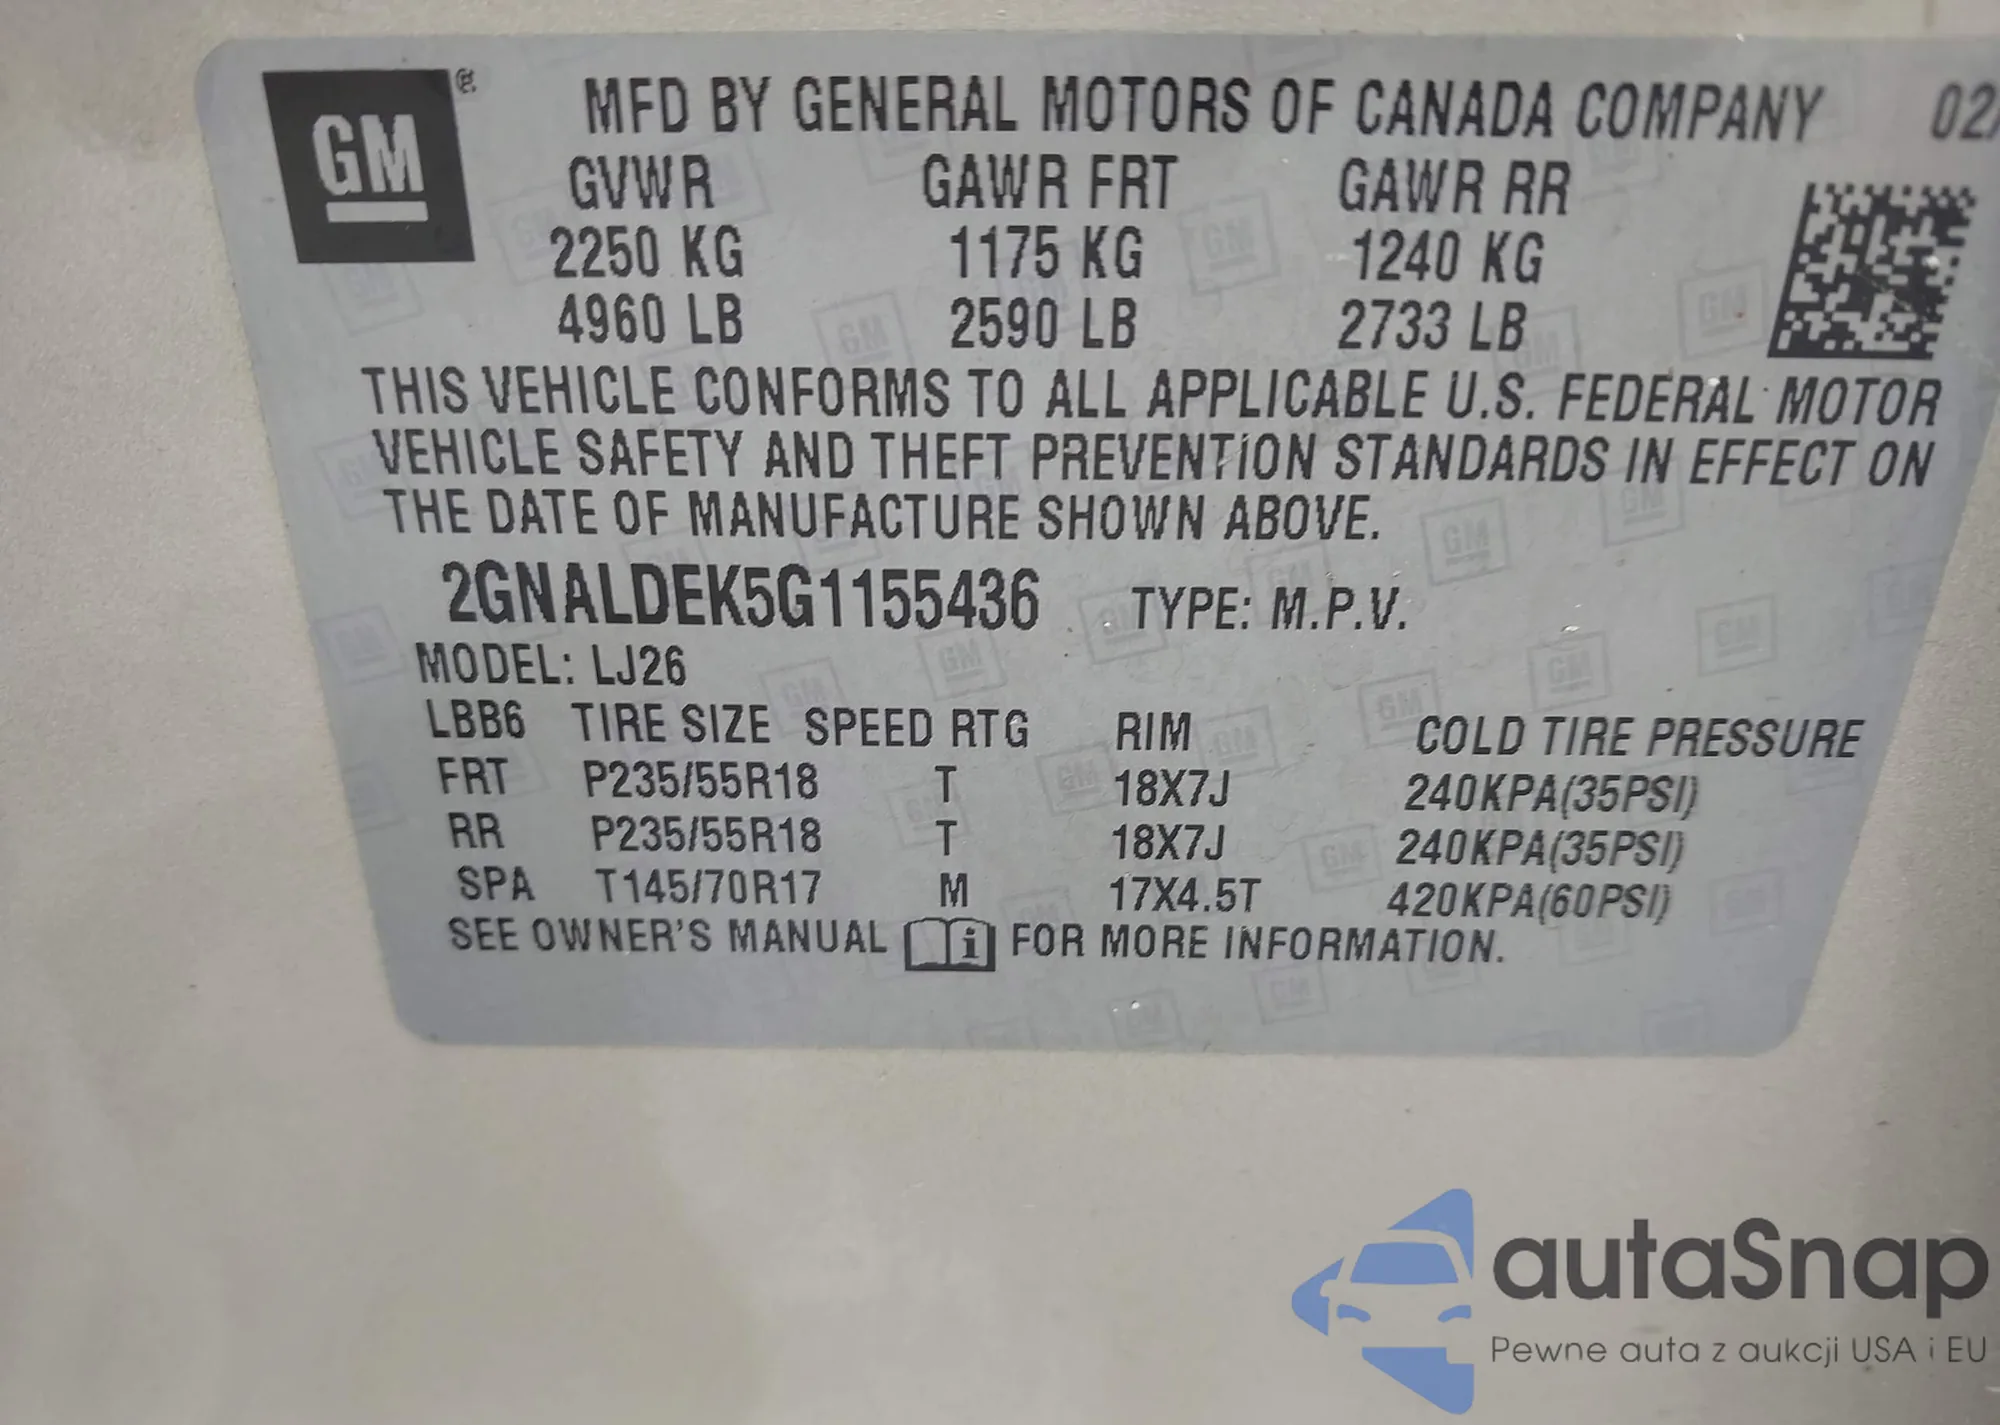 GM
MFD BY GENERAL MOTORS OF CANADA COMPANY 02/
GVWR GAWR FRT GAWR RR
2250 KG 1175 KG 1240 KG
4960 LB 2590 LB 2733 LB
THIS VEHICLE CONFORMS TO ALL APPLICABLE U.S. FEDERAL MOTOR
VEHICLE SAFETY AND THEFT PREVENTION STANDARDS IN EFFECT ON
THE DATE OF MANUFACTURE SHOWN ABOVE.
2GNALDEK5G1155436 TYPE: M.P.V.
MODEL: LJ26
LBB6 TIRE SIZE SPEED RTG RIM COLD TIRE PRESSURE
FRT P235/55R18 T 18X7J 240KPA(35PSI)
RR P235/55R18 T 18X7J 240KPA(35PSI)
SPA T145/70R17 M 17X4.5T 420KPA(60PSI)
SEE OWNER'S MANUAL i FOR MORE INFORMATION.
autaSnap
Pewne auta z aukcji USA i EU